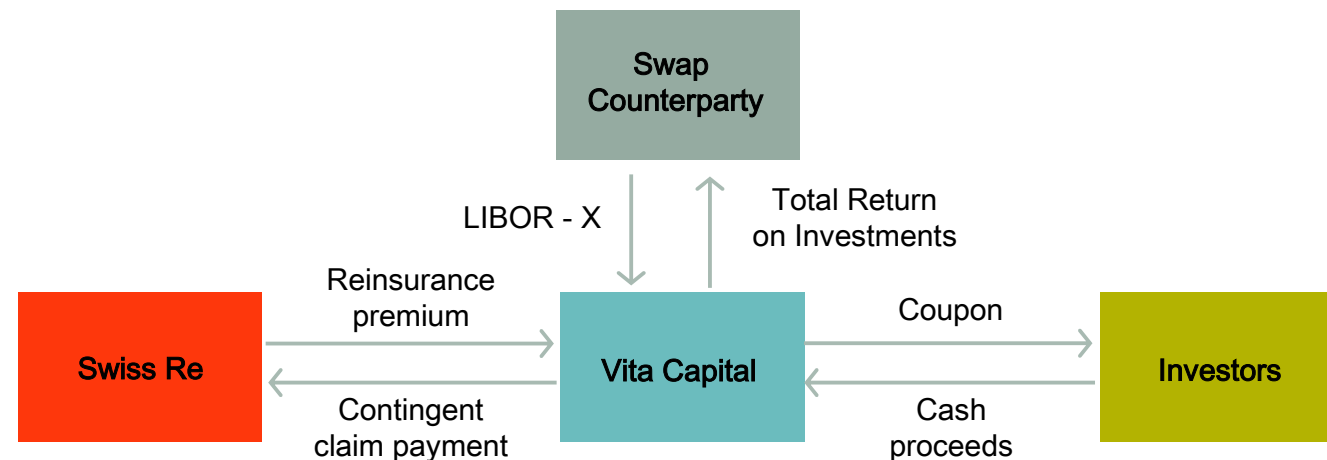 Swap
Counterparty
LIBOR - X
Total Return
on Investments
Reinsurance
premium
Coupon
Swiss Re
Vita Capital
Investors
Contingent
claim payment
Cash
proceeds